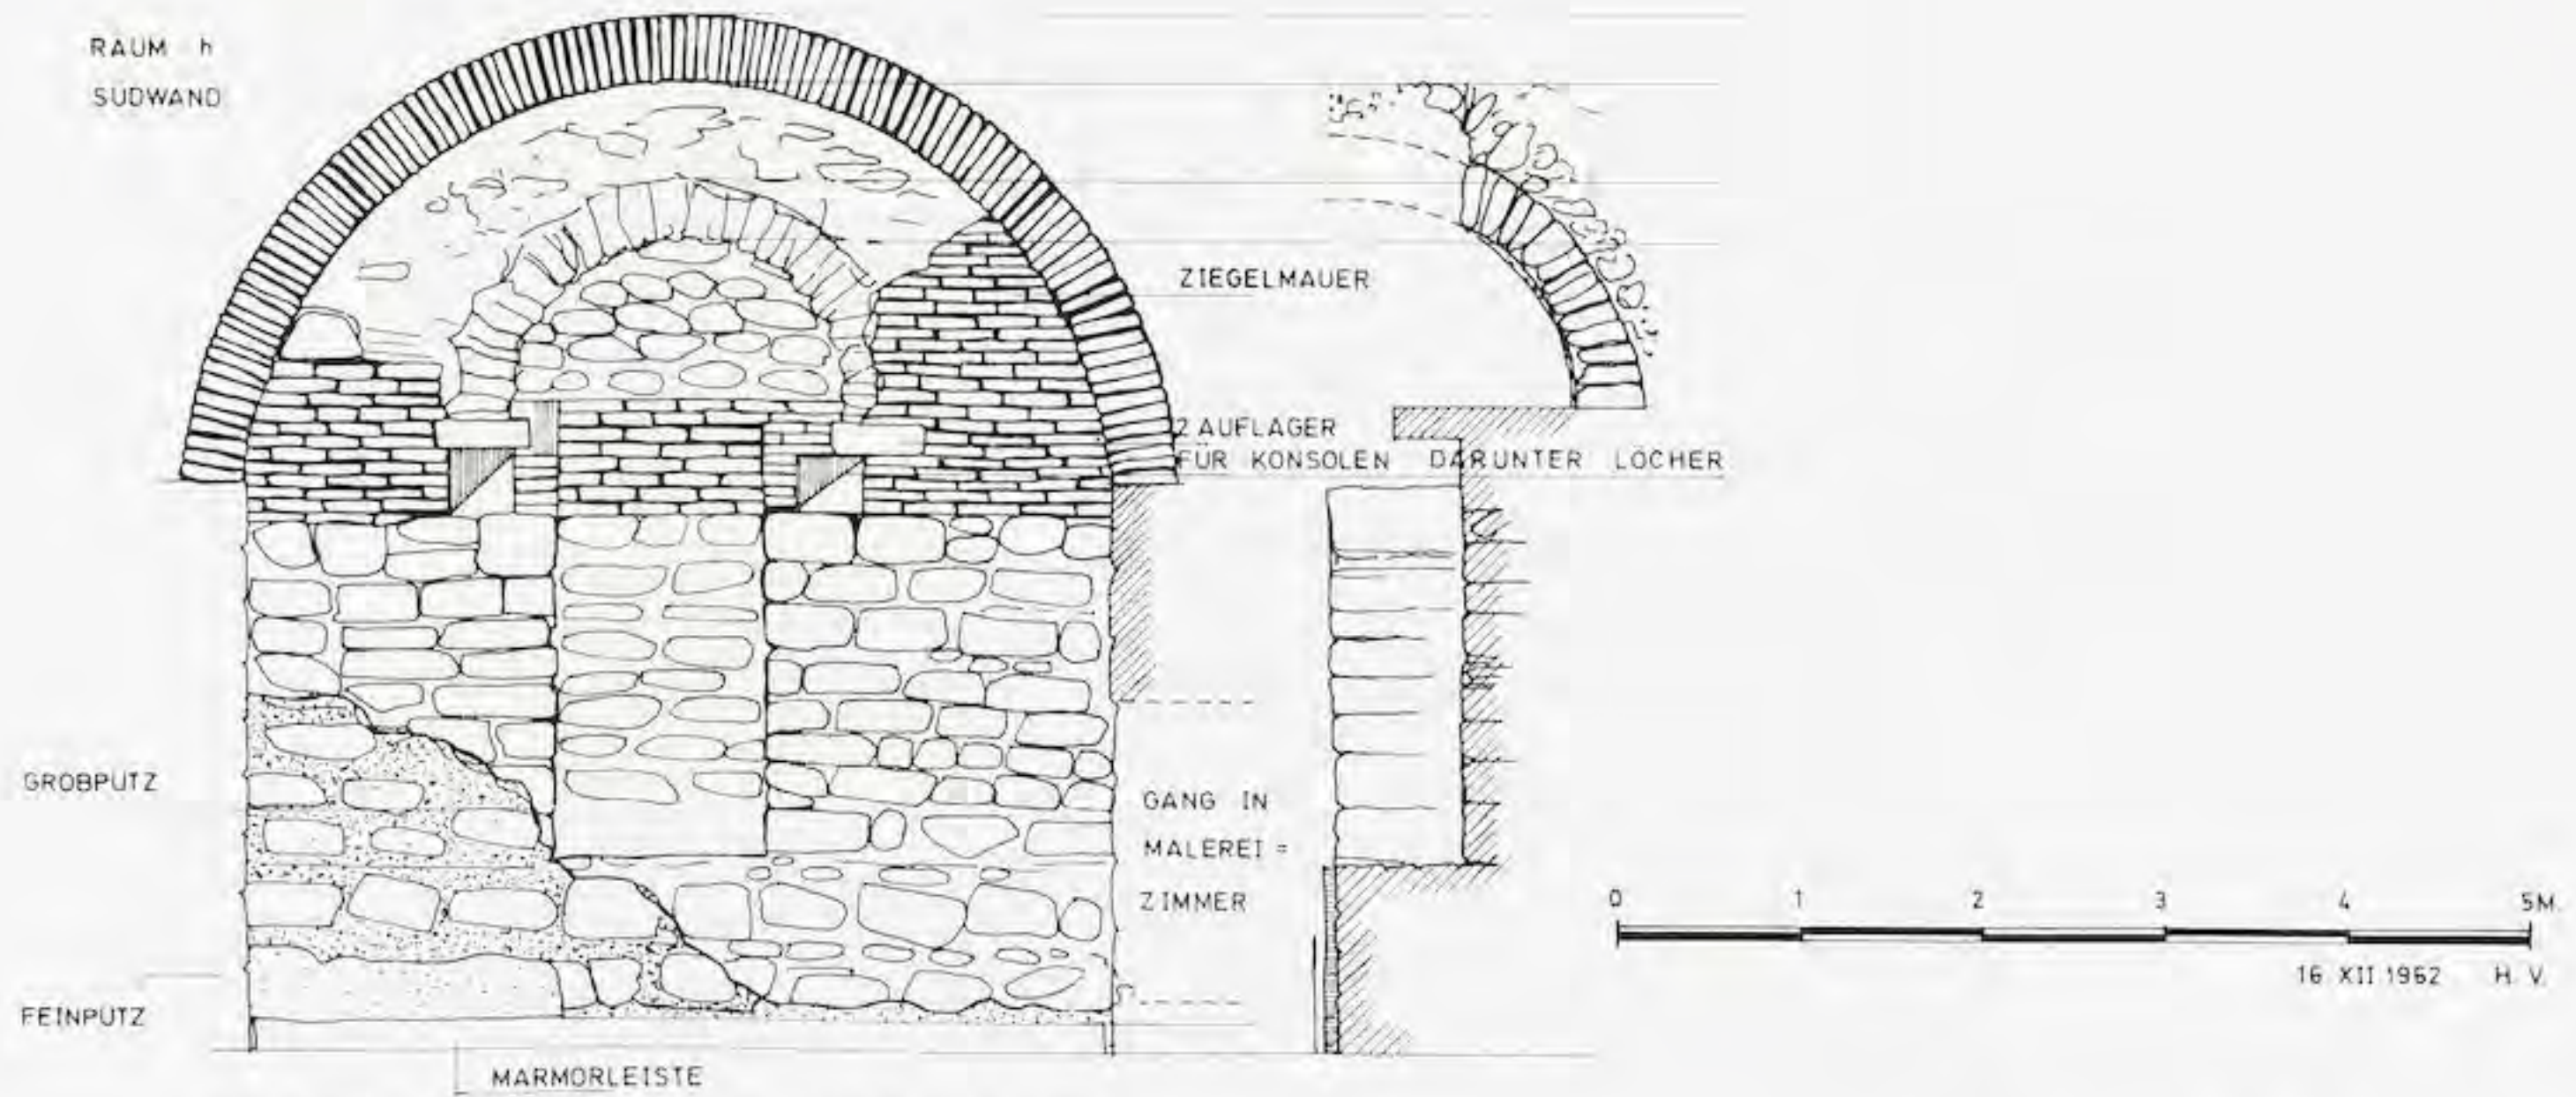 RAUM h
SÜDWAND
ZIEGELMAUER
2 AUFLAGER
FÜR KONSOLEN DARUNTER LÖCHER
GROBPUTZ
GANG IN
MALEREI =
ZIMMER
0 1 2 3 4 5M.
16 XII 1962 H. V.
FEINPUTZ
MARMORLEISTE